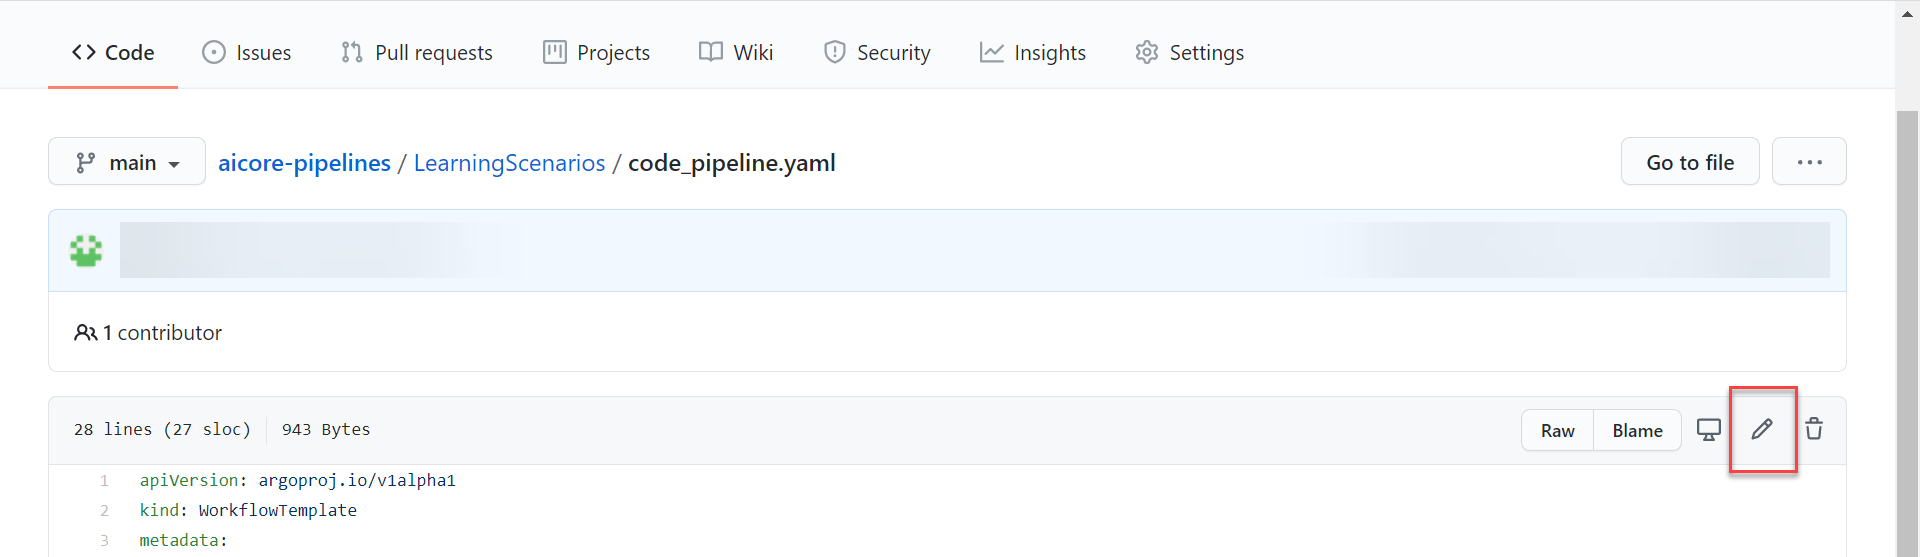 Code Issues Pull requests Projects Wiki Security Insights Settings
main aicore-pipelines / LearningScenarios / code_pipeline.yaml Go to file ...
1 contributor
28 lines (27 sloc) 943 Bytes Raw Blame
1 apiVersion: argoproj.io/v1alpha1
2 kind: WorkflowTemplate
3 metadata: